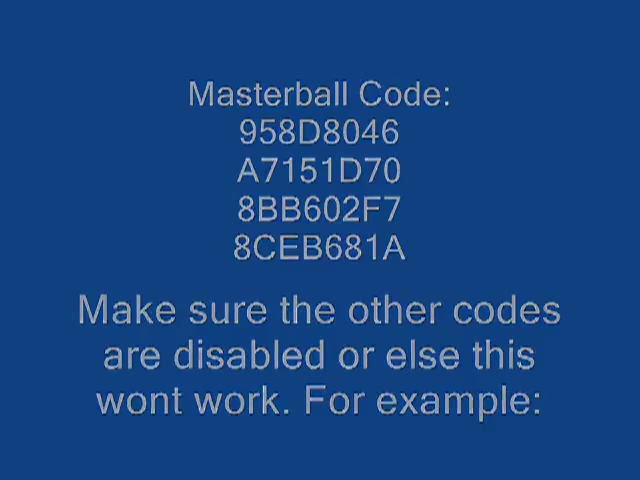 Masterball Code:
958D8046
A7151D70
8BB602F7
8CEB681A
Make sure the other codes
are disabled or else this
wont work. For example: